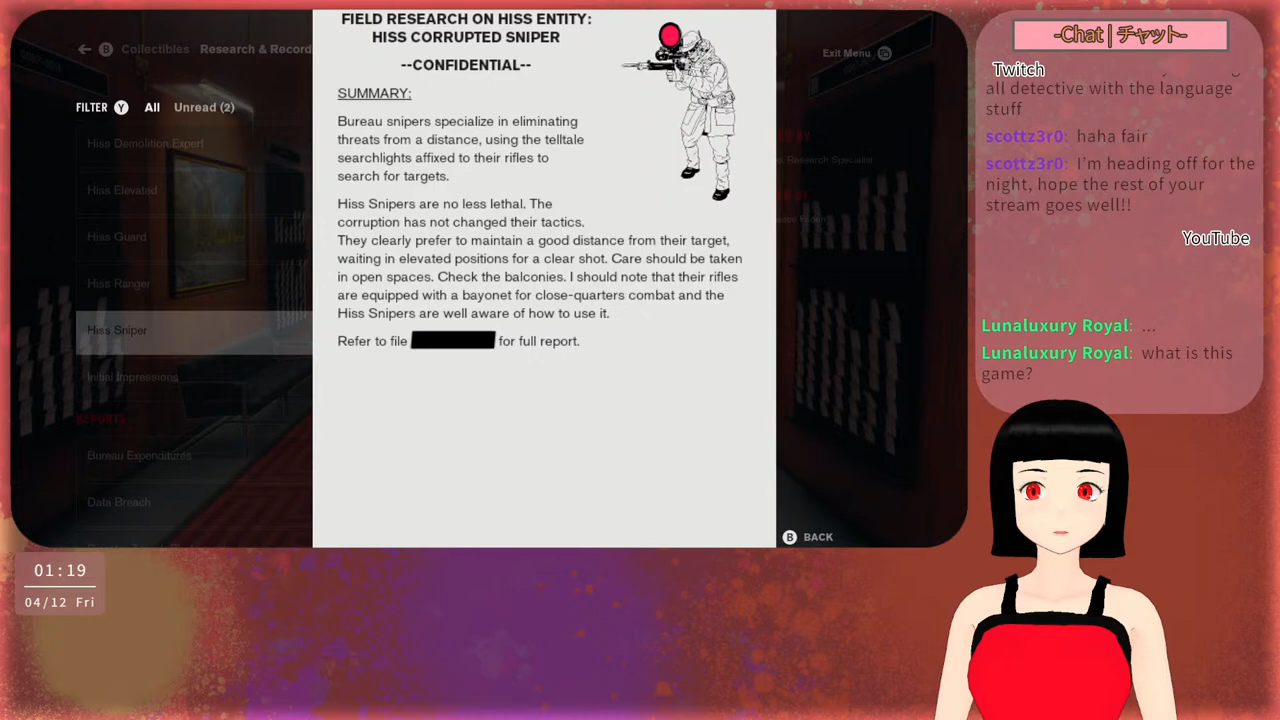 FIELD RESEARCH ON HISS ENTITY:
HISS CORRUPTED SNIPER
--CONFIDENTIAL--
SUMMARY:
Bureau snipers specialize in eliminating
threats from a distance, using the telltale
searchlights affixed to their rifles to
search for targets.
Hiss Snipers are no less lethal. The
corruption has not changed their tactics.
They clearly prefer to maintain a good distance from their target,
waiting in elevated positions for a clear shot. Care should be taken
in open spaces. Check the balconies. I should note that their rifles
are equipped with a bayonet for close-quarters combat and the
Hiss Snipers are well aware of how to use it.
Refer to file for full report.
B Collectibles Research & Record
FILTER Y All Unread (2)
Hiss Demolition Expert
Hiss Elevated
Hiss Guard
Hiss Ranger
Hiss Sniper
Initial Impressions
REPORTS
Bureau Expenditures
Data Breach
Exit Menu
Research Specialist
B BACK
-Chat | チャット-
Twitch
all detective with the language
stuff
scottz3r0: haha fair
scottz3r0: I'm heading off for the
night, hope the rest of your
stream goes well!!
YouTube
Lunaluxury Royal: ...
Lunaluxury Royal: what is this
game?
01:19
04/12 Fri